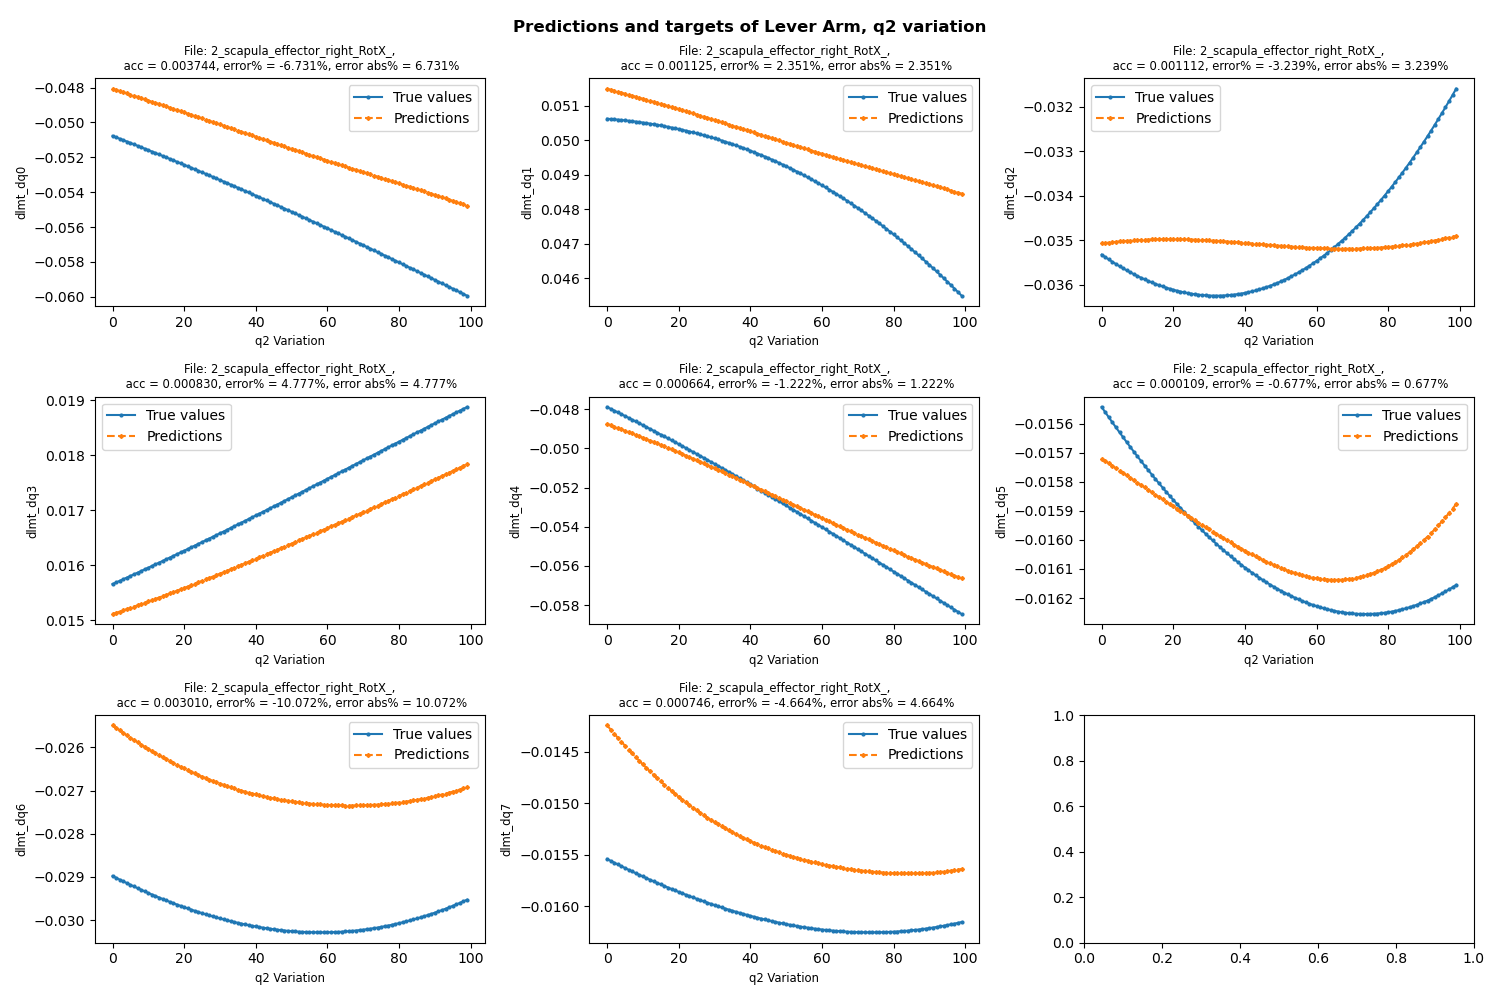 Predictions and targets of Lever Arm, q2 variation
File: 2_scapula_effector_right_RotX_,
acc = 0.003744, error% = -6.731%, error abs% = 6.731%
−0.048
−0.050
−0.052
−0.054
−0.056
−0.058
−0.060
dlmt_dq0
True values
Predictions
0 20 40 60 80 100
q2 Variation
File: 2_scapula_effector_right_RotX_,
acc = 0.001125, error% = 2.351%, error abs% = 2.351%
0.051
0.050
0.049
0.048
0.047
0.046
dlmt_dq1
True values
Predictions
0 20 40 60 80 100
q2 Variation
File: 2_scapula_effector_right_RotX_,
acc = 0.001112, error% = -3.239%, error abs% = 3.239%
−0.032
−0.033
−0.034
−0.035
−0.036
dlmt_dq2
True values
Predictions
0 20 40 60 80 100
q2 Variation
File: 2_scapula_effector_right_RotX_,
acc = 0.000830, error% = 4.777%, error abs% = 4.777%
0.019
0.018
0.017
0.016
0.015
dlmt_dq3
True values
Predictions
0 20 40 60 80 100
q2 Variation
File: 2_scapula_effector_right_RotX_,
acc = 0.000664, error% = -1.222%, error abs% = 1.222%
−0.048
−0.050
−0.052
−0.054
−0.056
−0.058
dlmt_dq4
True values
Predictions
0 20 40 60 80 100
q2 Variation
File: 2_scapula_effector_right_RotX_,
acc = 0.000109, error% = -0.677%, error abs% = 0.677%
−0.0156
−0.0157
−0.0158
−0.0159
−0.0160
−0.0161
−0.0162
dlmt_dq5
True values
Predictions
0 20 40 60 80 100
q2 Variation
File: 2_scapula_effector_right_RotX_,
acc = 0.003010, error% = -10.072%, error abs% = 10.072%
−0.026
−0.027
−0.028
−0.029
−0.030
dlmt_dq6
True values
Predictions
0 20 40 60 80 100
q2 Variation
File: 2_scapula_effector_right_RotX_,
acc = 0.000746, error% = -4.664%, error abs% = 4.664%
−0.0145
−0.0150
−0.0155
−0.0160
dlmt_dq7
True values
Predictions
0 20 40 60 80 100
q2 Variation
1.0
0.8
0.6
0.4
0.2
0.0
0.0 0.2 0.4 0.6 0.8 1.0